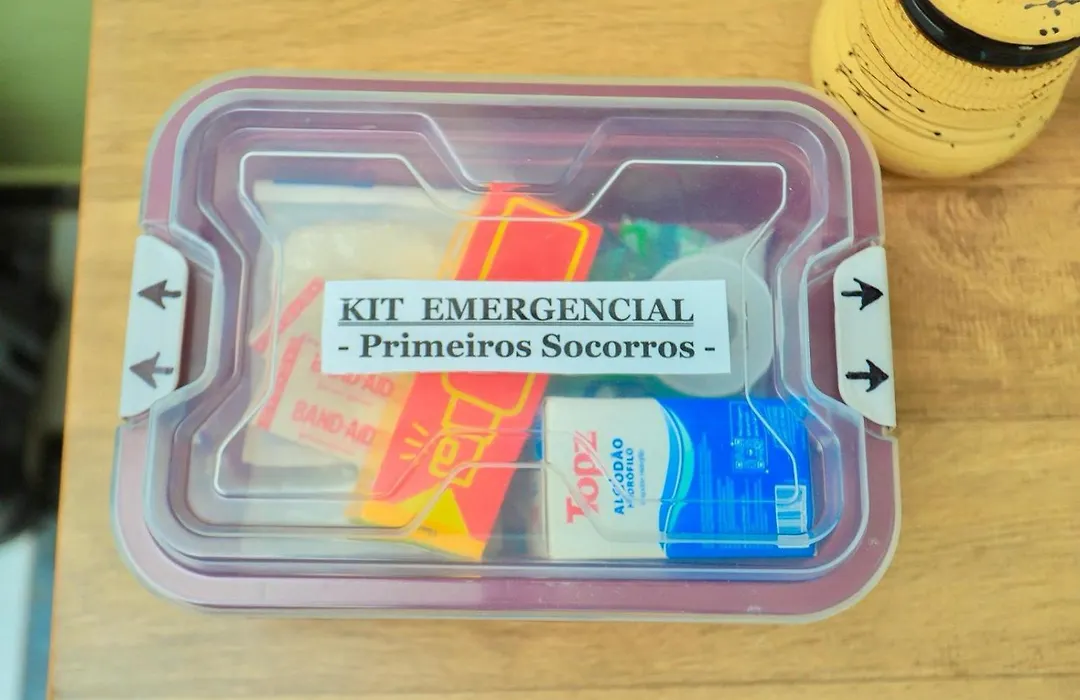 KIT EMERGENCIAL
- Primeiros Socorros -
BAND-AID
BAND-AID
Topz
ALGODÃO
HIDRÓFILO